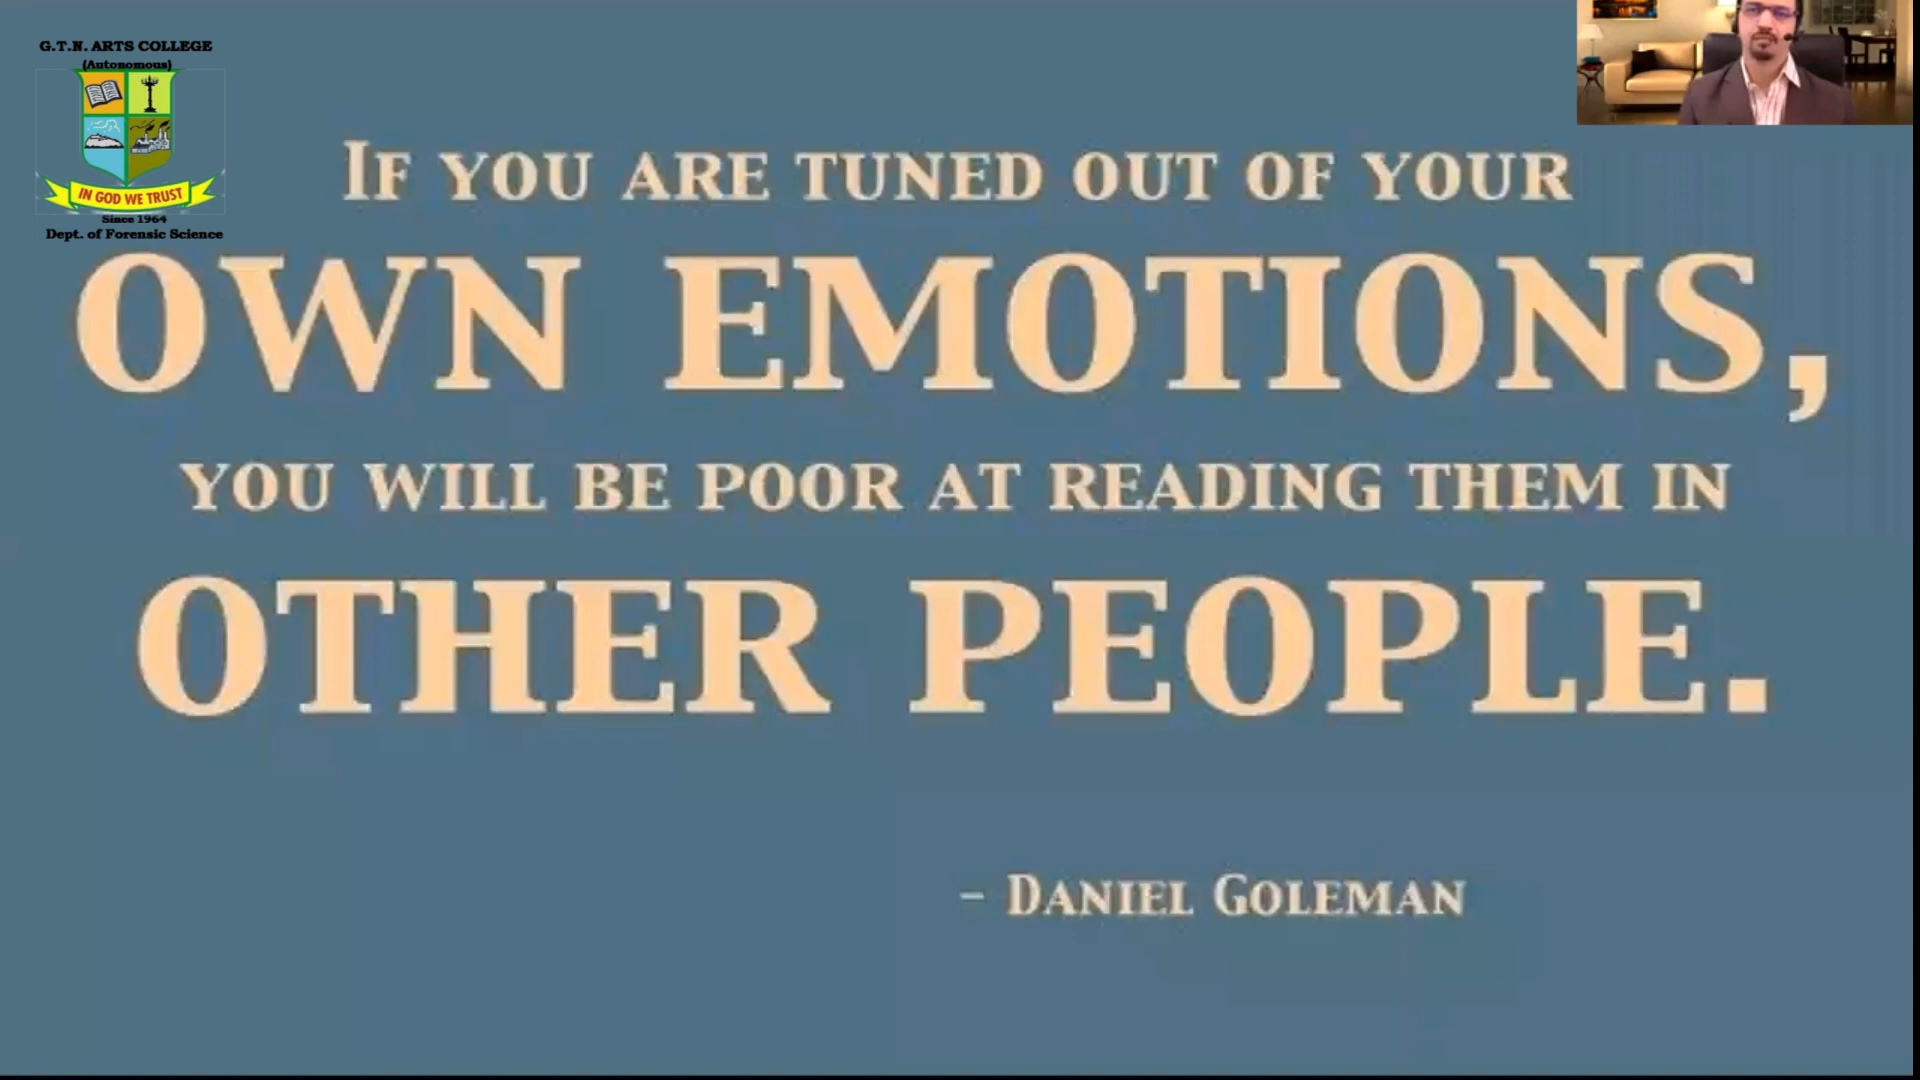 G.T.N. ARTS COLLEGE
(Autonomous)
IN GOD WE TRUST
Since 1964
Dept. of Forensic Science
IF YOU ARE TUNED OUT OF YOUR
OWN EMOTIONS,
YOU WILL BE POOR AT READING THEM IN
OTHER PEOPLE.
– DANIEL GOLEMAN